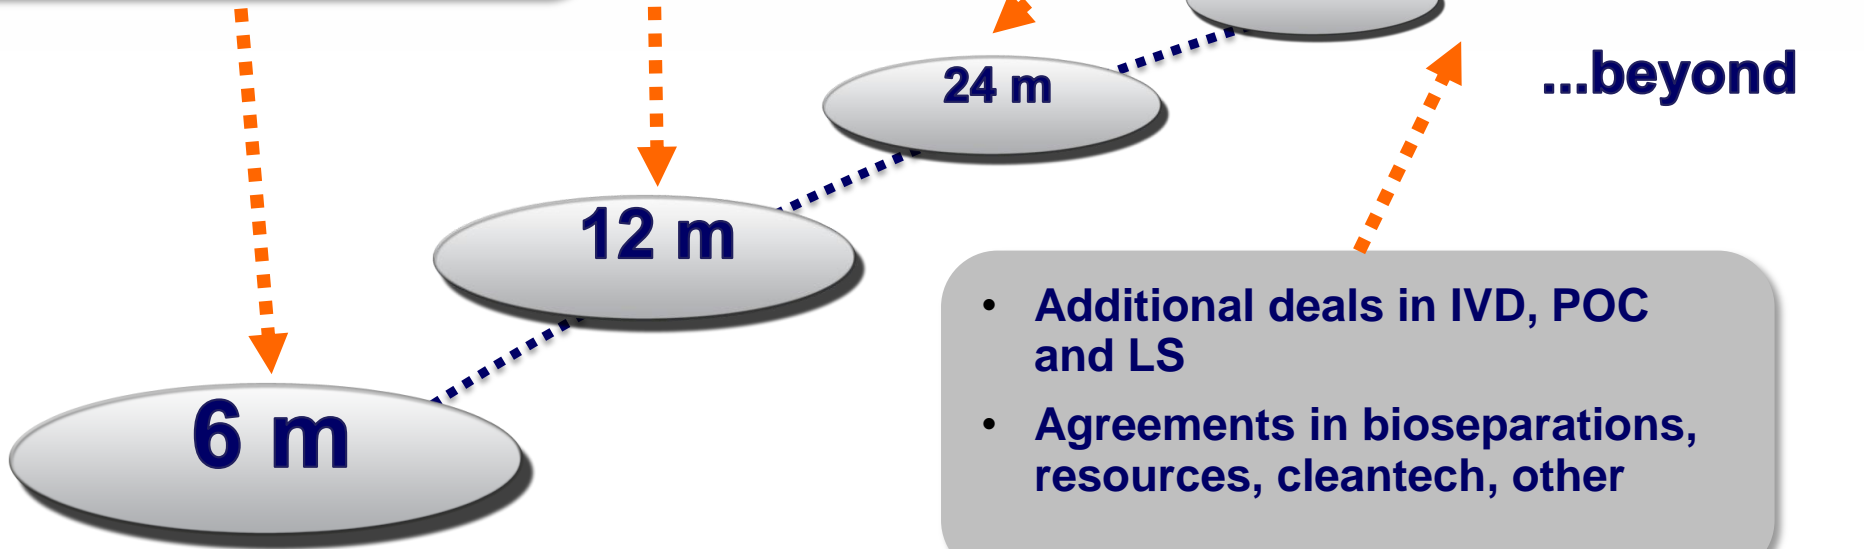 ...beyond
24 m
12 m
6 m
• Additional deals in IVD, POC
and LS
• Agreements in bioseparations,
resources, cleantech, other